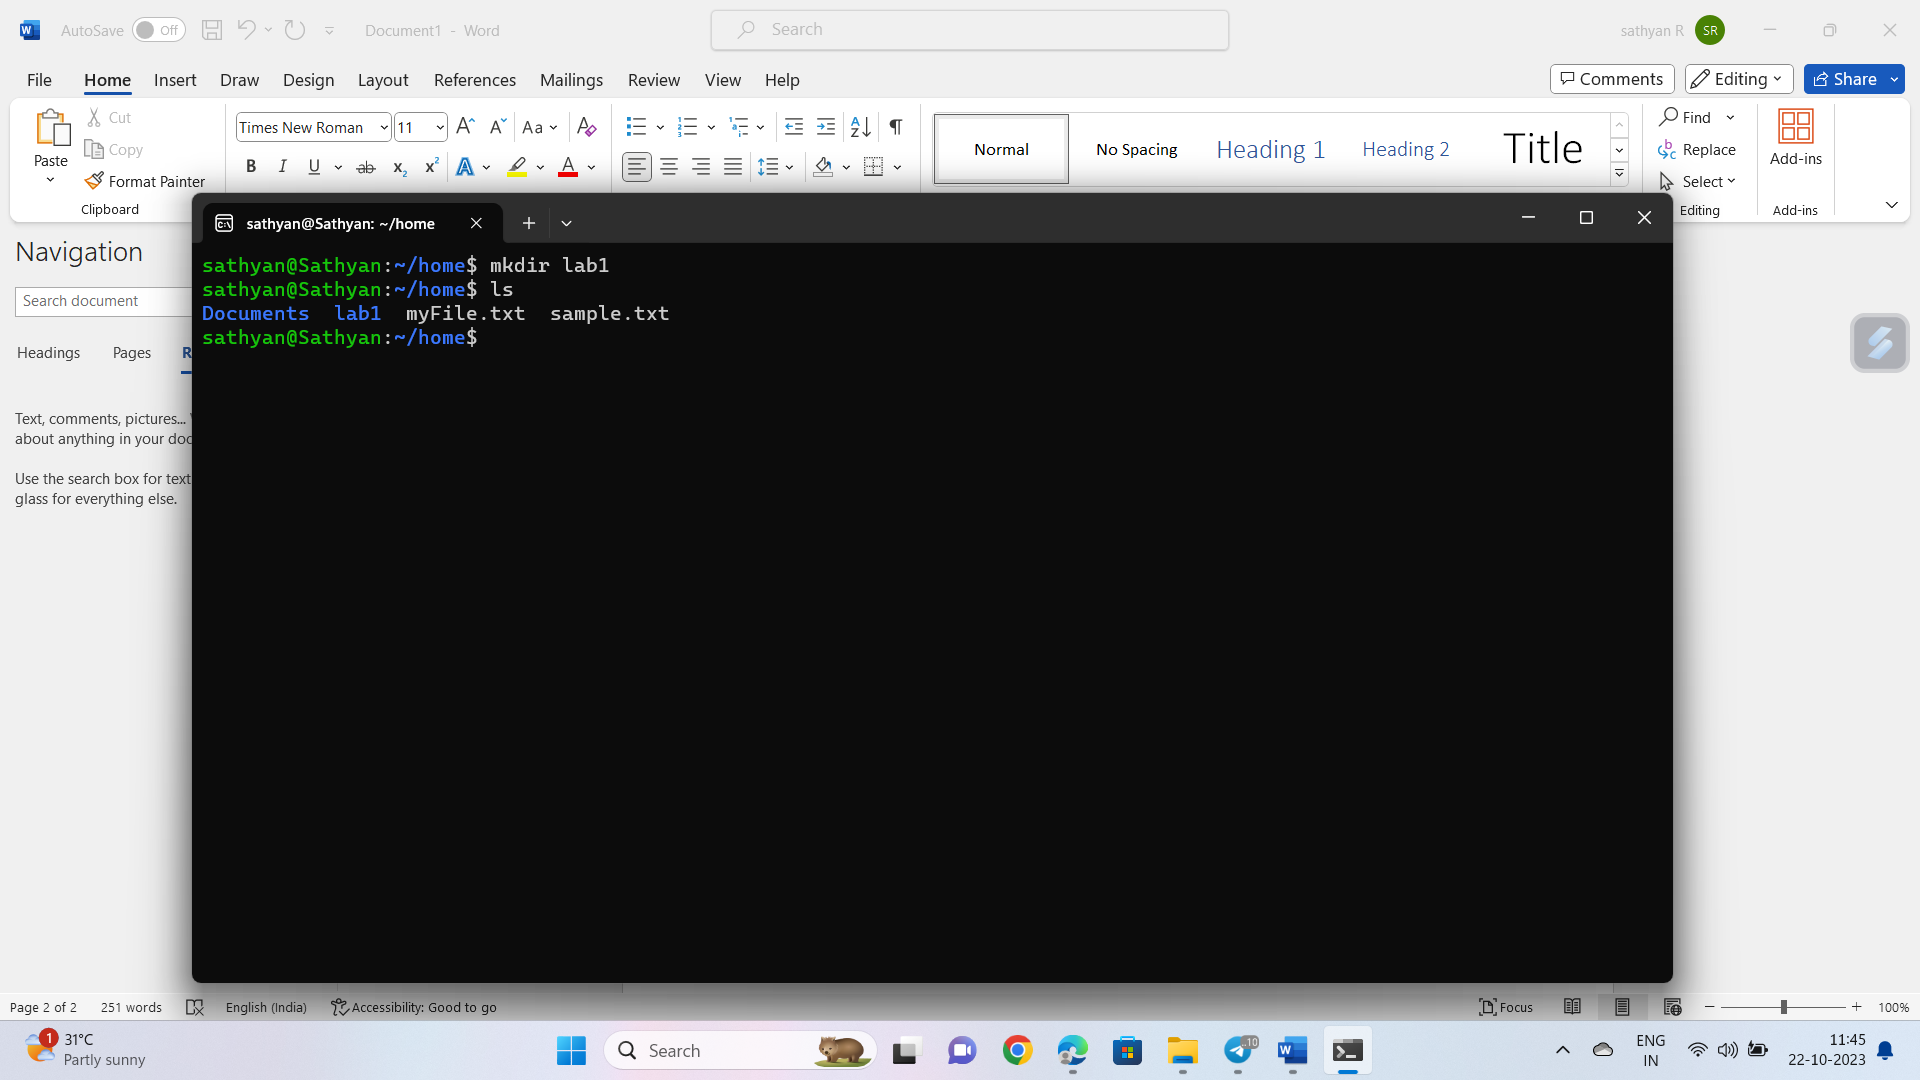 AutoSave Off Document1 - Word Search sathyan R SR
File Home Insert Draw Design Layout References Mailings Review View Help Comments Editing Share
Paste Cut Copy Format Painter
Clipboard
Times New Roman 11 Aa
B I U ab x₂ x² A A
Normal No Spacing Heading 1 Heading 2 Title
Find
Replace
Select
Editing
Add-ins
Add-ins
Navigation
Search document
Headings Pages R
Text, comments, pictures...
about anything in your doc
Use the search box for text
glass for everything else.
sathyan@Sathyan: ~/home
sathyan@Sathyan:~/home$ mkdir lab1
sathyan@Sathyan:~/home$ ls
Documents lab1 myFile.txt sample.txt
sathyan@Sathyan:~/home$
Page 2 of 2 251 words English (India) Accessibility: Good to go Focus 100%
1 31°C
Partly sunny
Search
10
ENG
IN
11:45
22-10-2023